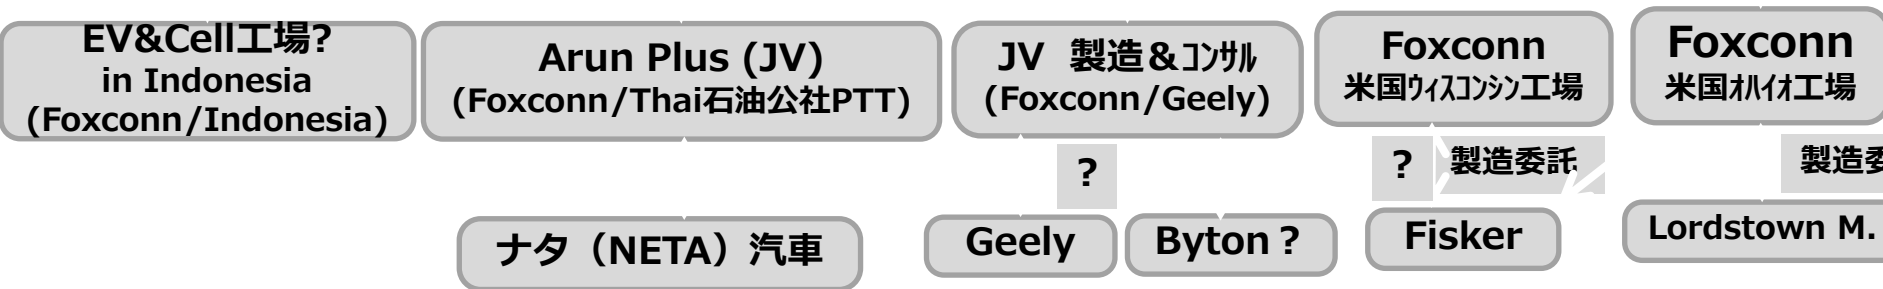 EV&Cell工場?
in Indonesia
(Foxconn/Indonesia)
Arun Plus (JV)
(Foxconn/Thai石油公社PTT)
JV 製造&ｺﾝｻﾙ
(Foxconn/Geely)
Foxconn
米国ｳｨｽｺﾝｼﾝ工場
Foxconn
米国ｵﾊｲｵ工場
?
?
製造委託
製造委
ナタ（NETA）汽車
Geely
Byton？
Fisker
Lordstown M.